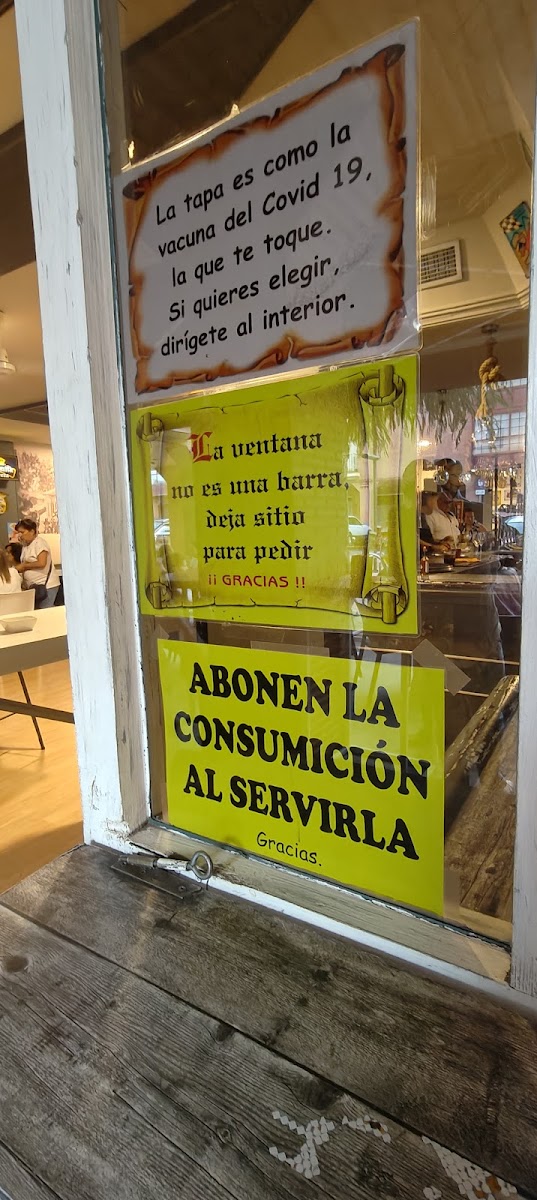 La tapa es como la
vacuna del Covid 19,
la que te toque.
Si quieres elegir,
dirígete al interior.
La ventana
no es una barra,
deja sitio
para pedir
¡¡ GRACIAS !!
ABONEN LA
CONSUMICIÓN
AL SERVIRLA
Gracias.